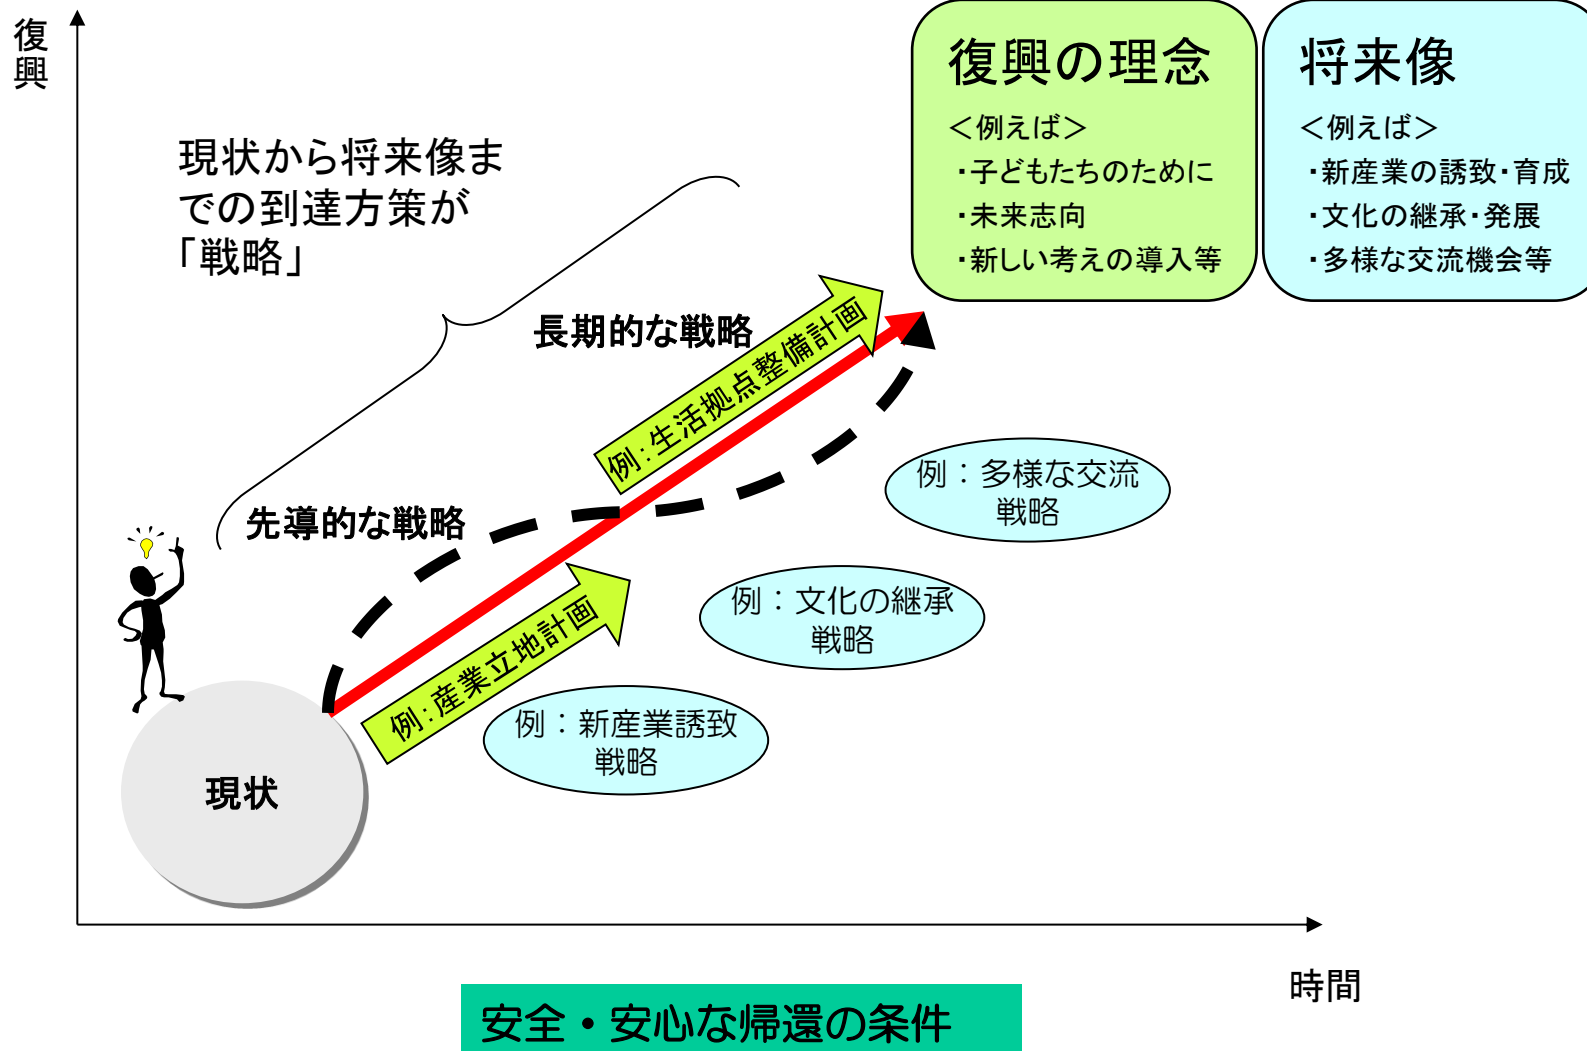 復興
復興の理念
＜例えば＞
・子どもたちのために
・未来志向
・新しい考えの導入等
将来像
＜例えば＞
・新産業の誘致・育成
・文化の継承・発展
・多様な交流機会等
現状から将来像ま
での到達方策が
「戦略」
長期的な戦略
例：生活拠点整備計画
例：多様な交流
戦略
先導的な戦略
例：文化の継承
戦略
例：産業立地計画
例：新産業誘致
戦略
現状
時間
安全・安心な帰還の条件